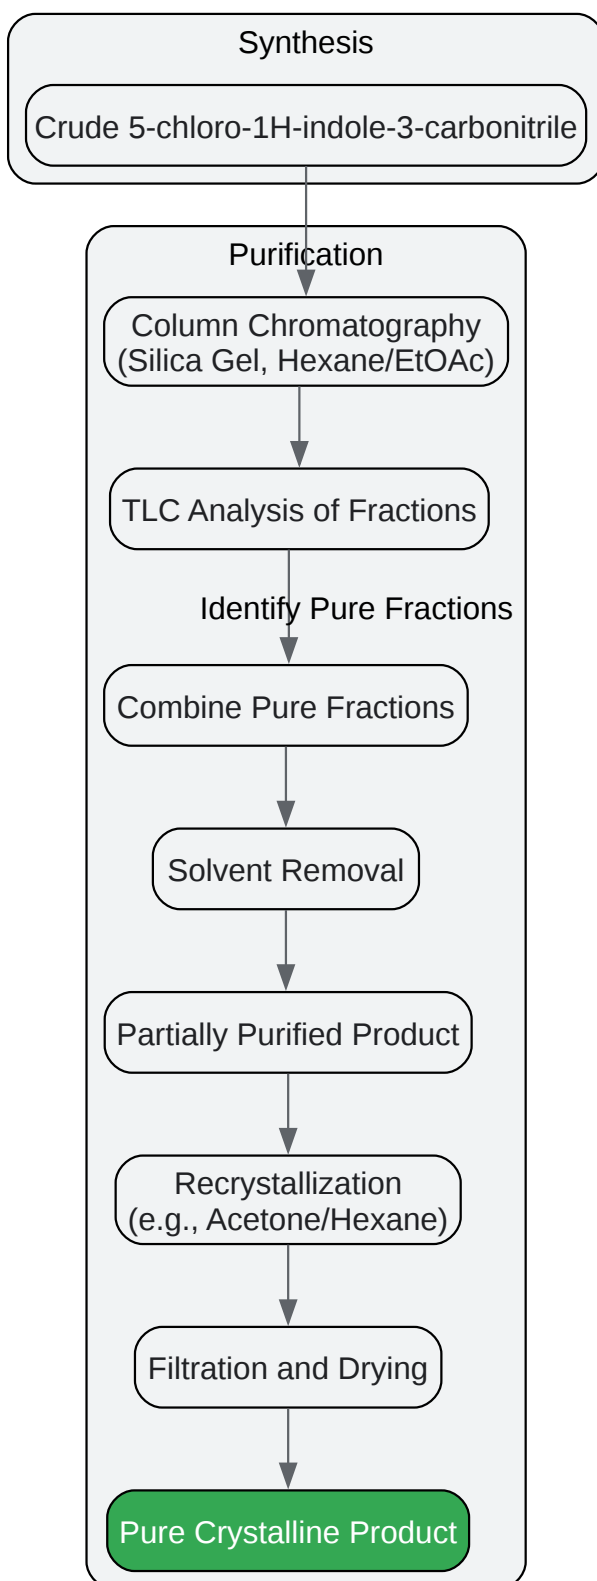 Synthesis
Crude 5-chloro-1H-indole-3-carbonitrile
Purification
Column Chromatography
(Silica Gel, Hexane/EtOAc)
TLC Analysis of Fractions
Identify Pure Fractions
Combine Pure Fractions
Solvent Removal
Partially Purified Product
Recrystallization
(e.g., Acetone/Hexane)
Filtration and Drying
Pure Crystalline Product